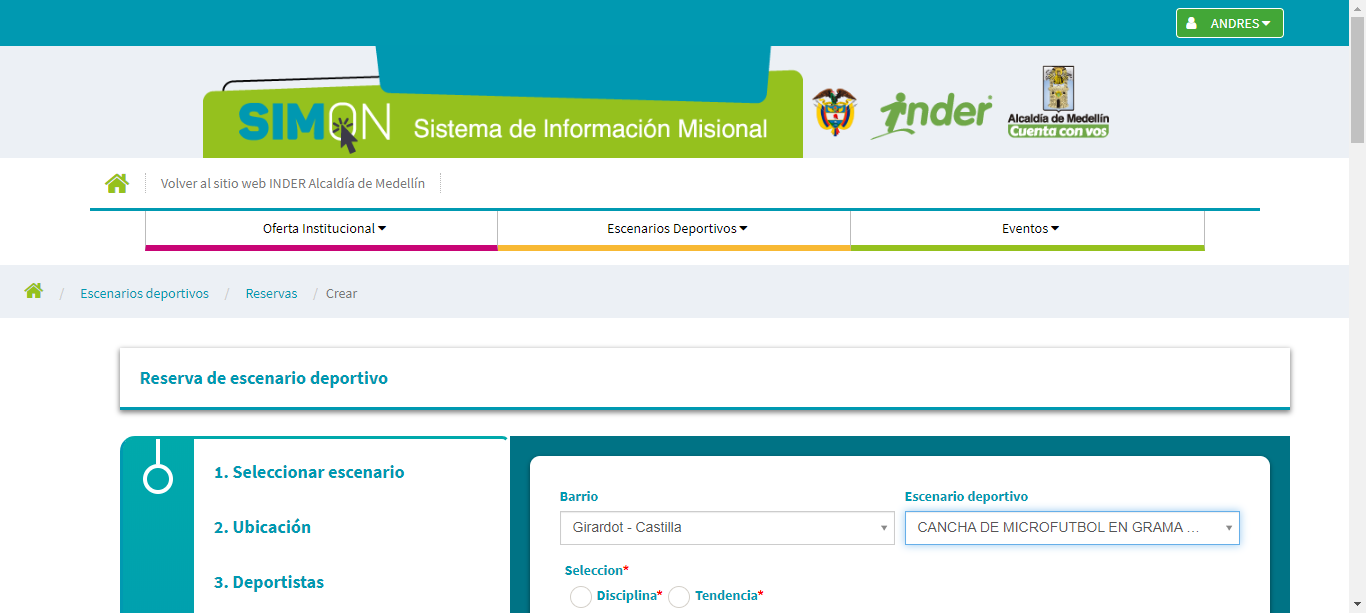 ANDRES
SIMON Sistema de Información Misional
inder
Alcaldía de Medellín
Cuenta con vos
Volver al sitio web INDER Alcaldía de Medellín
Oferta Institucional Escenarios Deportivos Eventos
/ Escenarios deportivos / Reservas / Crear
Reserva de escenario deportivo
1. Seleccionar escenario
2. Ubicación
3. Deportistas
Barrio Escenario deportivo
Girardot - Castilla CANCHA DE MICROFUTBOL EN GRAMA ...
Seleccion*
Disciplina* Tendencia*